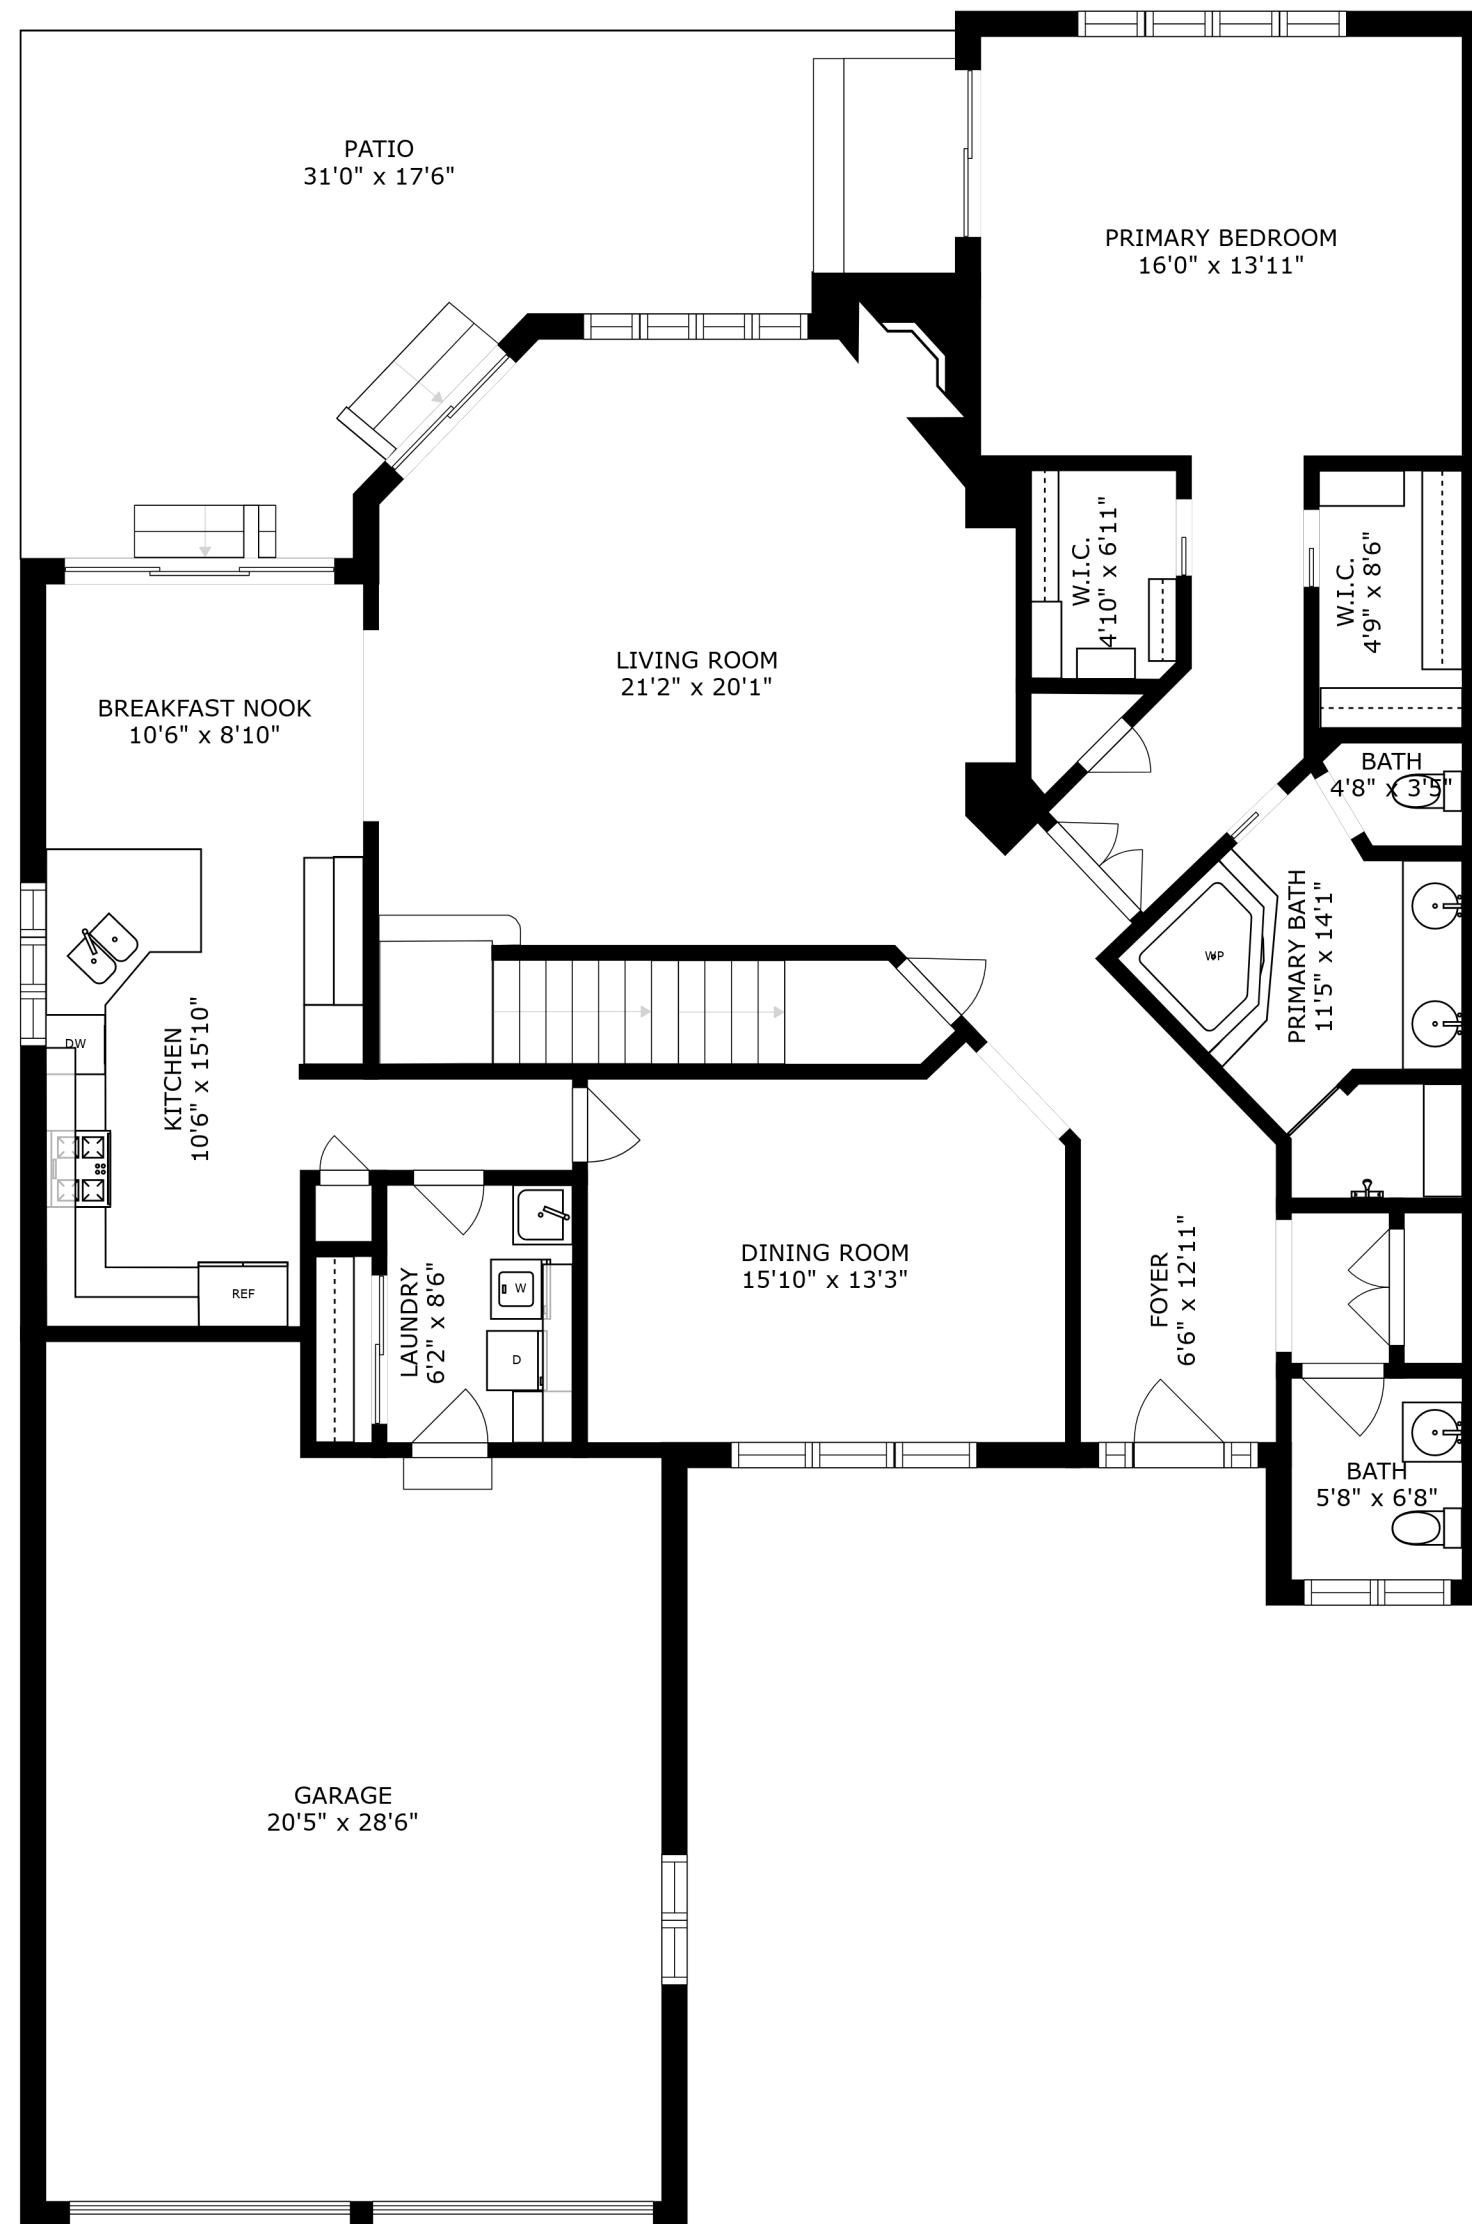 PATIO
31'0" x 17'6"
PRIMARY BEDROOM
16'0" x 13'11"
W.I.C.
4'10" x 6'11"
W.I.C.
4'9" x 8'6"
LIVING ROOM
21'2" x 20'1"
BREAKFAST NOOK
10'6" x 8'10"
BATH
4'8" x 3'5"
PRIMARY BATH
11'5" x 14'1"
WP
DW
KITCHEN
10'6" x 15'10"
REF
LAUNDRY
6'2" x 8'6"
W
D
DINING ROOM
15'10" x 13'3"
FOYER
6'6" x 12'11"
BATH
5'8" x 6'8"
GARAGE
20'5" x 28'6"